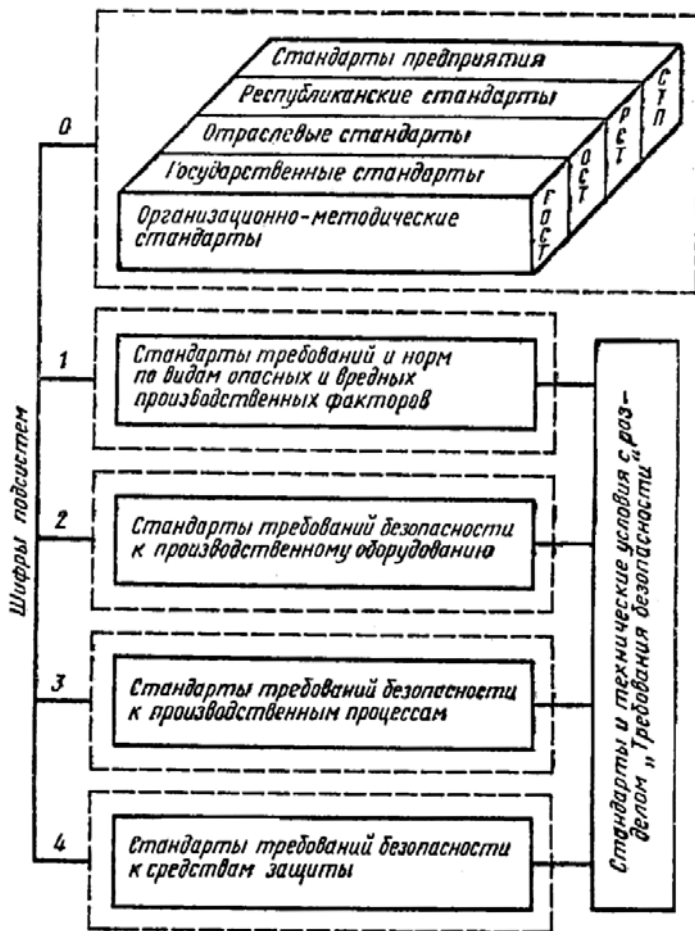 Стандарты предприятия
Республиканские стандарты
Отраслевые стандарты
Государственные стандарты
Организационно-методические
стандарты
ГОСТ
ОСТ
РСТ
СТП
0
1
Стандарты требований и норм
по видам опасных и вредных
производственных факторов
2
Стандарты требований безопасности
к производственному оборудованию
3
Стандарты требований безопасности
к производственным процессам
4
Стандарты требований безопасности
к средствам защиты
Шифры подсистем
Стандарты и технические условия с раз-
делом „Требования безопасности“